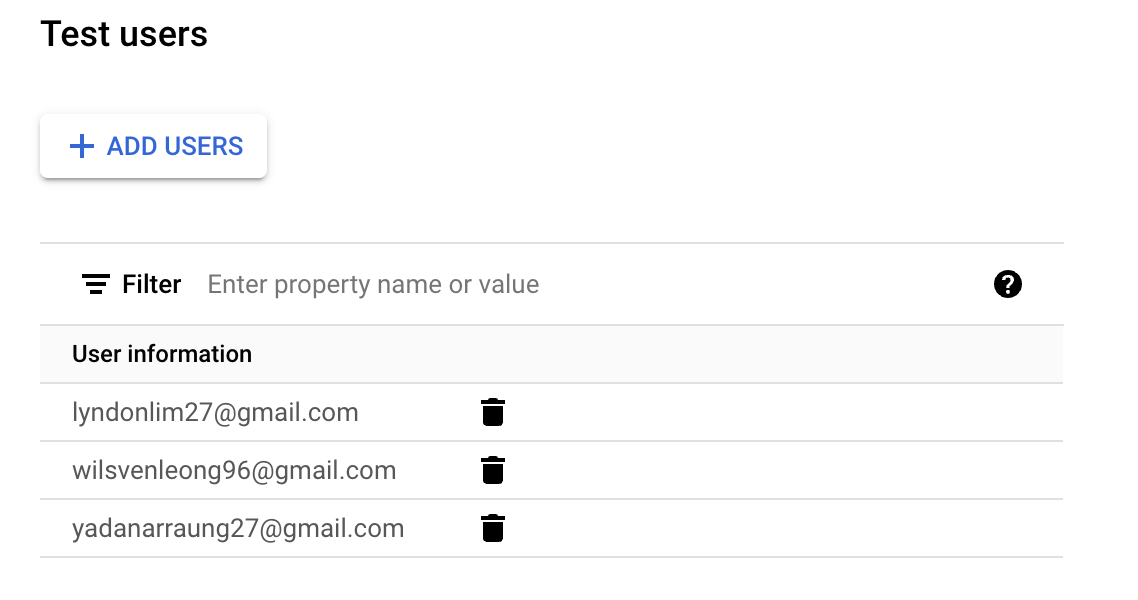 Test users
ADD USERS
Filter Enter property name or value
User information
lyndonlim27@gmail.com
wilsvenleong96@gmail.com
yadanarraung27@gmail.com